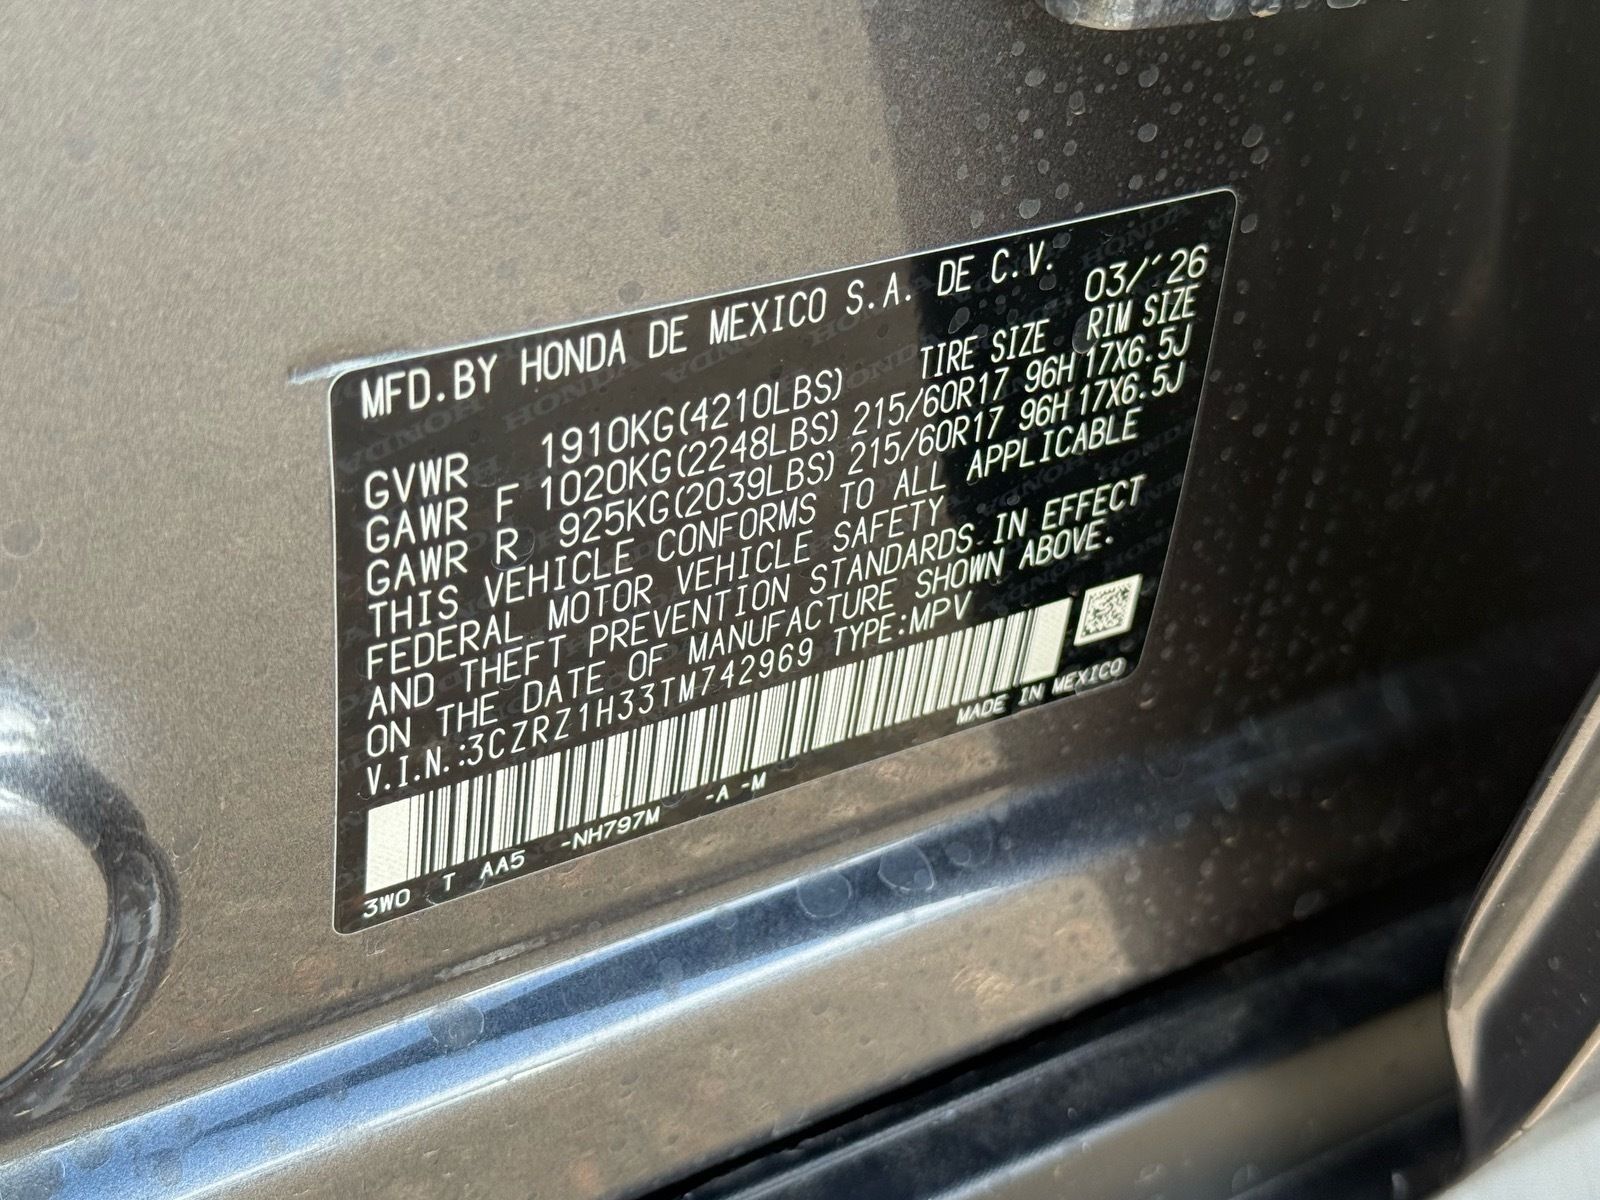 MFD.BY HONDA DE MEXICO S.A. DE C.V. 03/´26
TIRE SIZE RIM SIZE
GVWR 1910KG(4210LBS)
GAWR F 1020KG(2248LBS) 215/60R17 96H 17X6.5J
GAWR R 925KG(2039LBS) 215/60R17 96H 17X6.5J
THIS VEHICLE CONFORMS TO ALL APPLICABLE
FEDERAL MOTOR VEHICLE SAFETY
AND THEFT PREVENTION STANDARDS IN EFFECT
ON THE DATE OF MANUFACTURE SHOWN ABOVE.
V.I.N.:3CZRZ1H33TM742969 TYPE:MPV
MADE IN MEXICO
3W0 T AA5 -NH797M -A -M